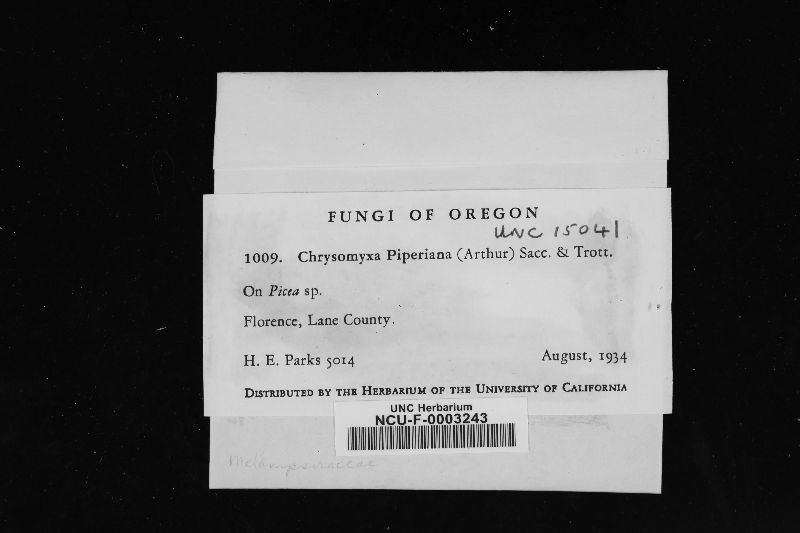 FUNGI OF OREGON
UNC 15041
1009. Chrysomyxa Piperiana (Arthur) Sacc. & Trott.
On Picea sp.
Florence, Lane County.
H. E. Parks 5014 August, 1934
DISTRIBUTED BY THE HERBARIUM OF THE UNIVERSITY OF CALIFORNIA
UNC Herbarium
NCU-F-0003243
Melampsoraceae